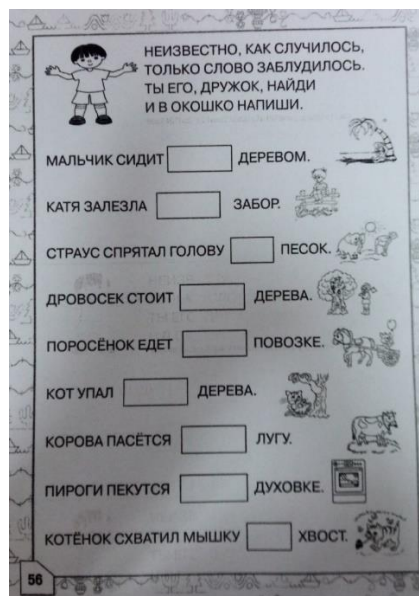 НЕИЗВЕСТНО, КАК СЛУЧИЛОСЬ,
ТОЛЬКО СЛОВО ЗАБЛУДИЛОСЬ.
ТЫ ЕГО, ДРУЖОК, НАЙДИ
И В ОКОШКО НАПИШИ.
МАЛЬЧИК СИДИТ ДЕРЕВОМ.
КАТЯ ЗАЛЕЗЛА ЗАБОР.
СТРАУС СПРЯТАЛ ГОЛОВУ ПЕСОК.
ДРОВОСЕК СТОИТ ДЕРЕВА.
ПОРОСЁНОК ЕДЕТ ПОВОЗКЕ.
КОТ УПАЛ ДЕРЕВА.
КОРОВА ПАСЁТСЯ ЛУГУ.
ПИРОГИ ПЕКУТСЯ ДУХОВКЕ.
КОТЁНОК СХВАТИЛ МЫШКУ ХВОСТ.
56